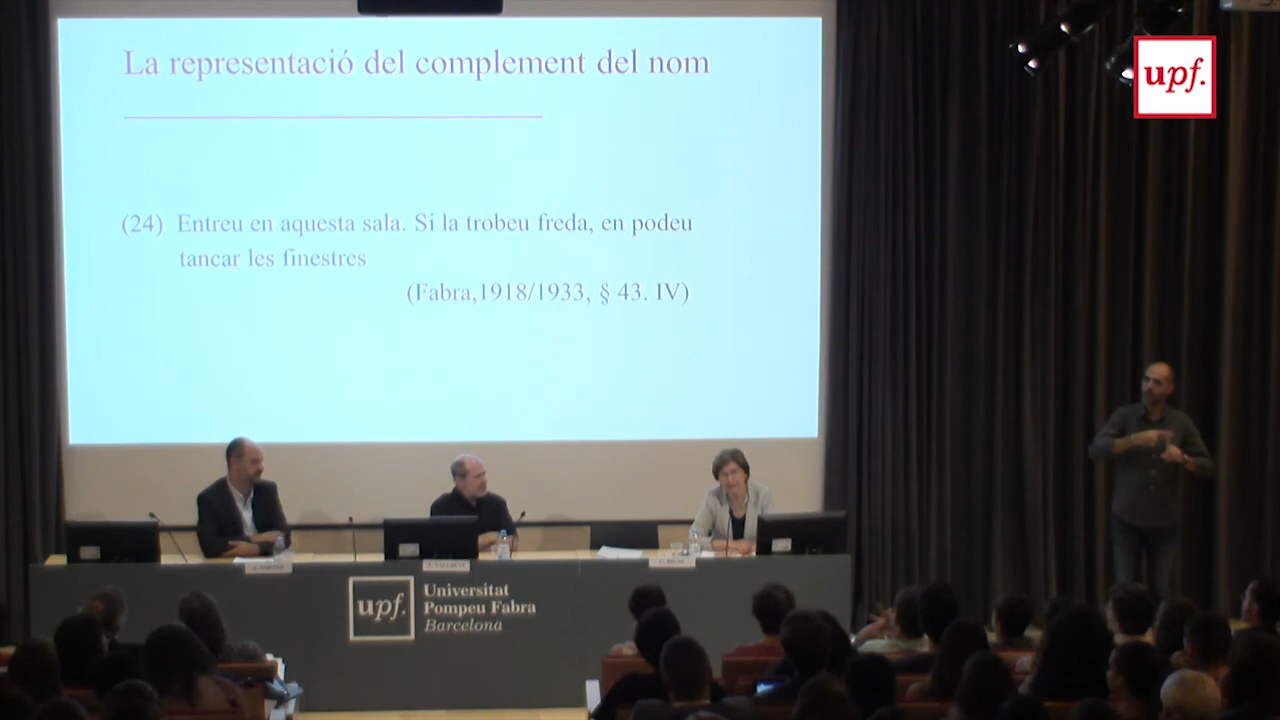 La representació del complement del nom
(24) Entreu en aquesta sala. Si la trobeu freda, en podeu
tancar les finestres
(Fabra,1918/1933, § 43. IV)
upf.
upf.
Universitat
Pompeu Fabra
Barcelona